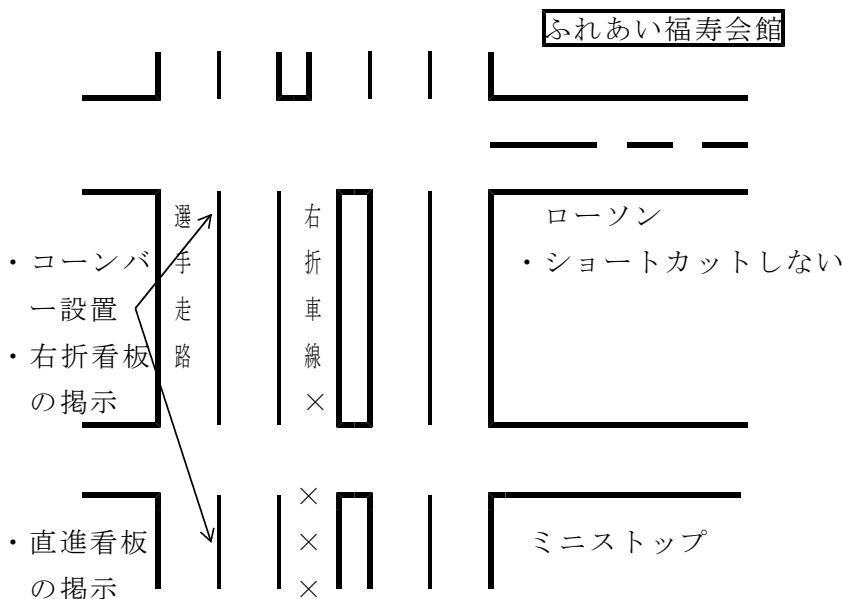 ふれあい福寿会館
選手走路
右折車線
ローソン
・コーンバ
ー設置
・ショートカットしない
・右折看板
の掲示
×
×
・直進看板
の掲示
×
×
ミニストップ